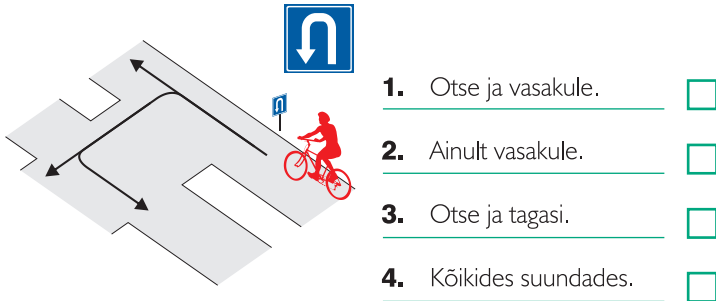 1. Otse ja vasakule.
2. Ainult vasakule.
3. Otse ja tagasi.
4. Kõikides suundades.